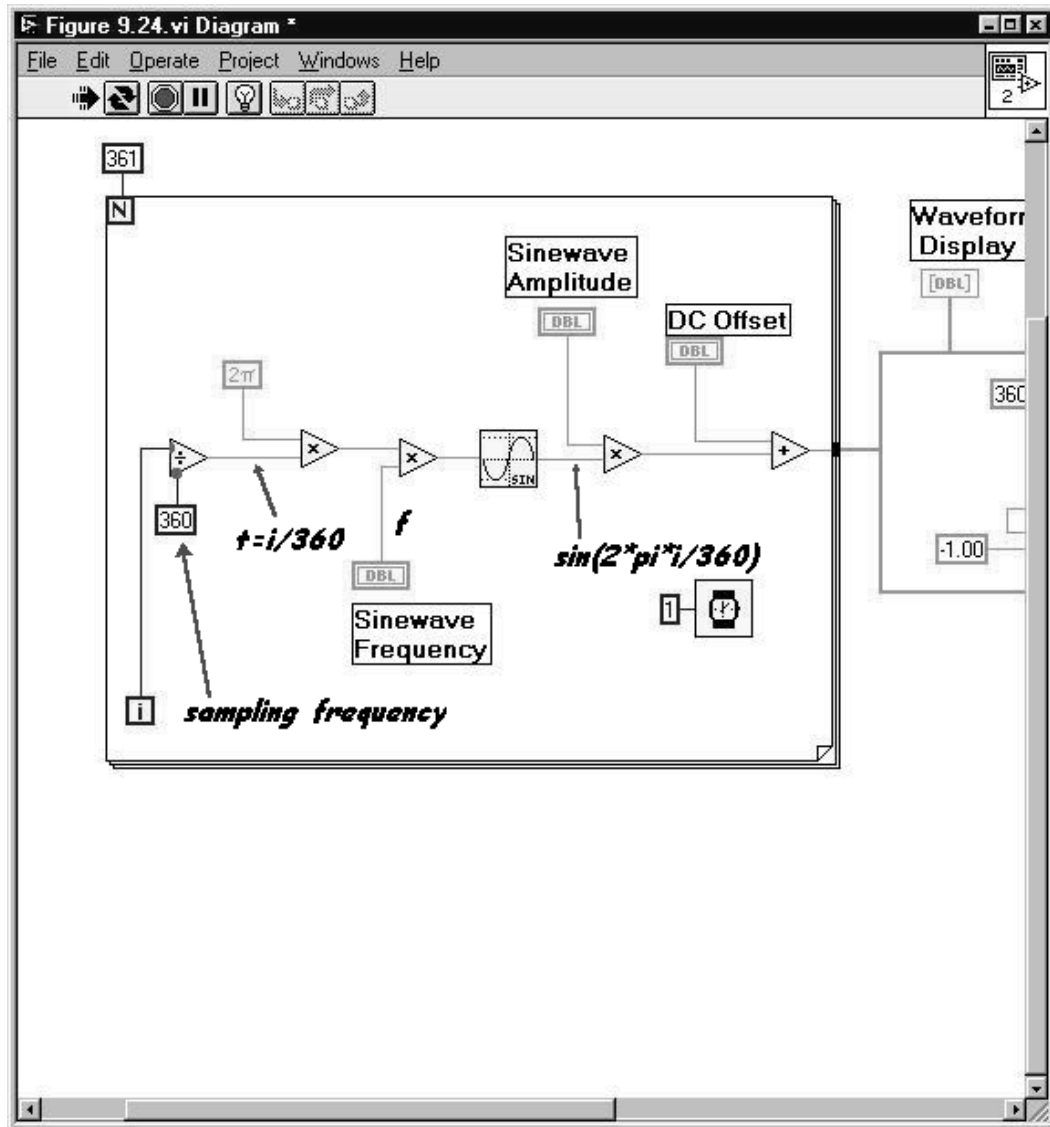 Figure 9.24.vi Diagram *
File Edit Operate Project Windows Help
2
361
N
Waveforr
Display
[DBL]
Sinewave
Amplitude
DBL
DC Offset
DBL
2π
360
÷
x
x
SIN
x
+
360
t=i/360
f
sin(2*pi*i/360)
-1.00
DBL
1
Sinewave
Frequency
i
sampling frequency